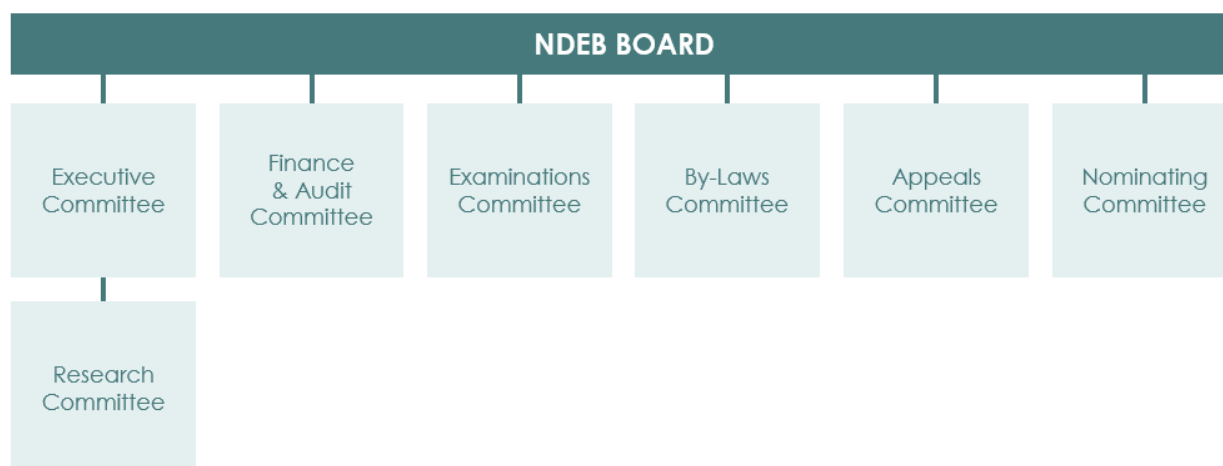 NDEB BOARD
Executive
Committee
Finance
& Audit
Committee
Examinations
Committee
By-Laws
Committee
Appeals
Committee
Nominating
Committee
Research
Committee